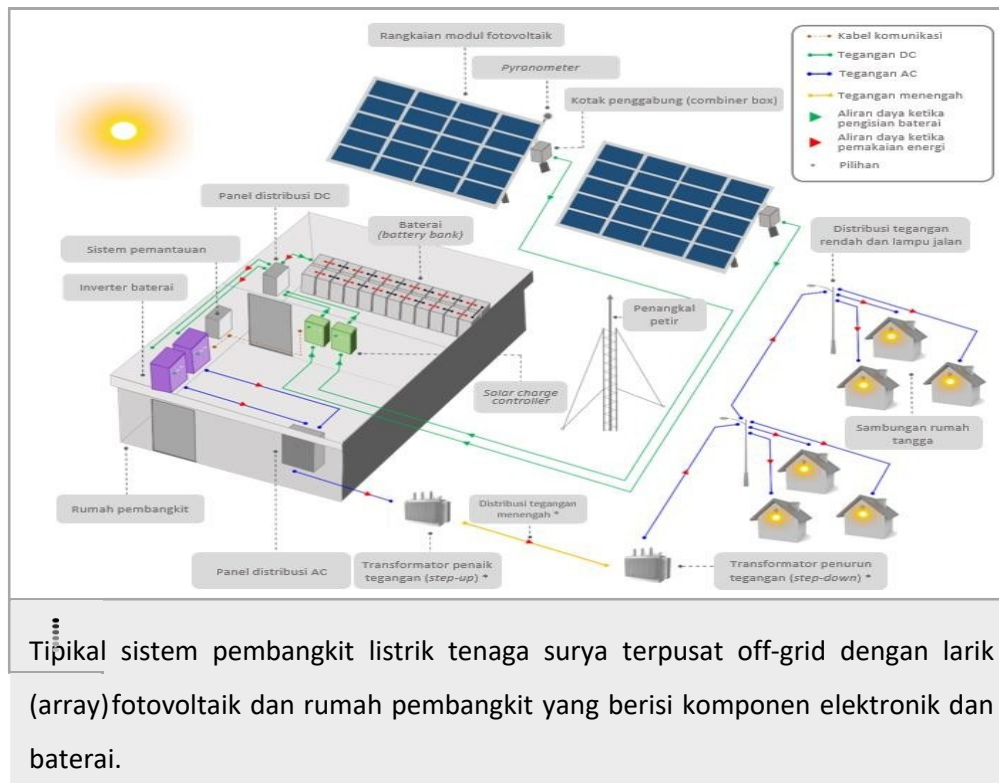 Rangkaian modul fotovoltaik
Pyranometer
Kotak penggabung (combiner box)
Kabel komunikasi
Tegangan DC
Tegangan AC
Tegangan menengah
Aliran daya ketika
pengisian baterai
Aliran daya ketika
pemakaian energi
* Pilihan
Panel distribusi DC
Baterai
(battery bank)
Sistem pemantauan
Inverter baterai
Distribusi tegangan
rendah dan lampu jalan
Penangkal
petir
Solar charge
controller
Sambungan rumah
tangga
Rumah pembangkit
Distribusi tegangan
menengah *
Panel distribusi AC
Transformator penaik
tegangan (step-up) *
Transformator penurun
tegangan (step-down) *
Tipikal sistem pembangkit listrik tenaga surya terpusat off-grid dengan larik
(array)fotovoltaik dan rumah pembangkit yang berisi komponen elektronik dan
baterai.